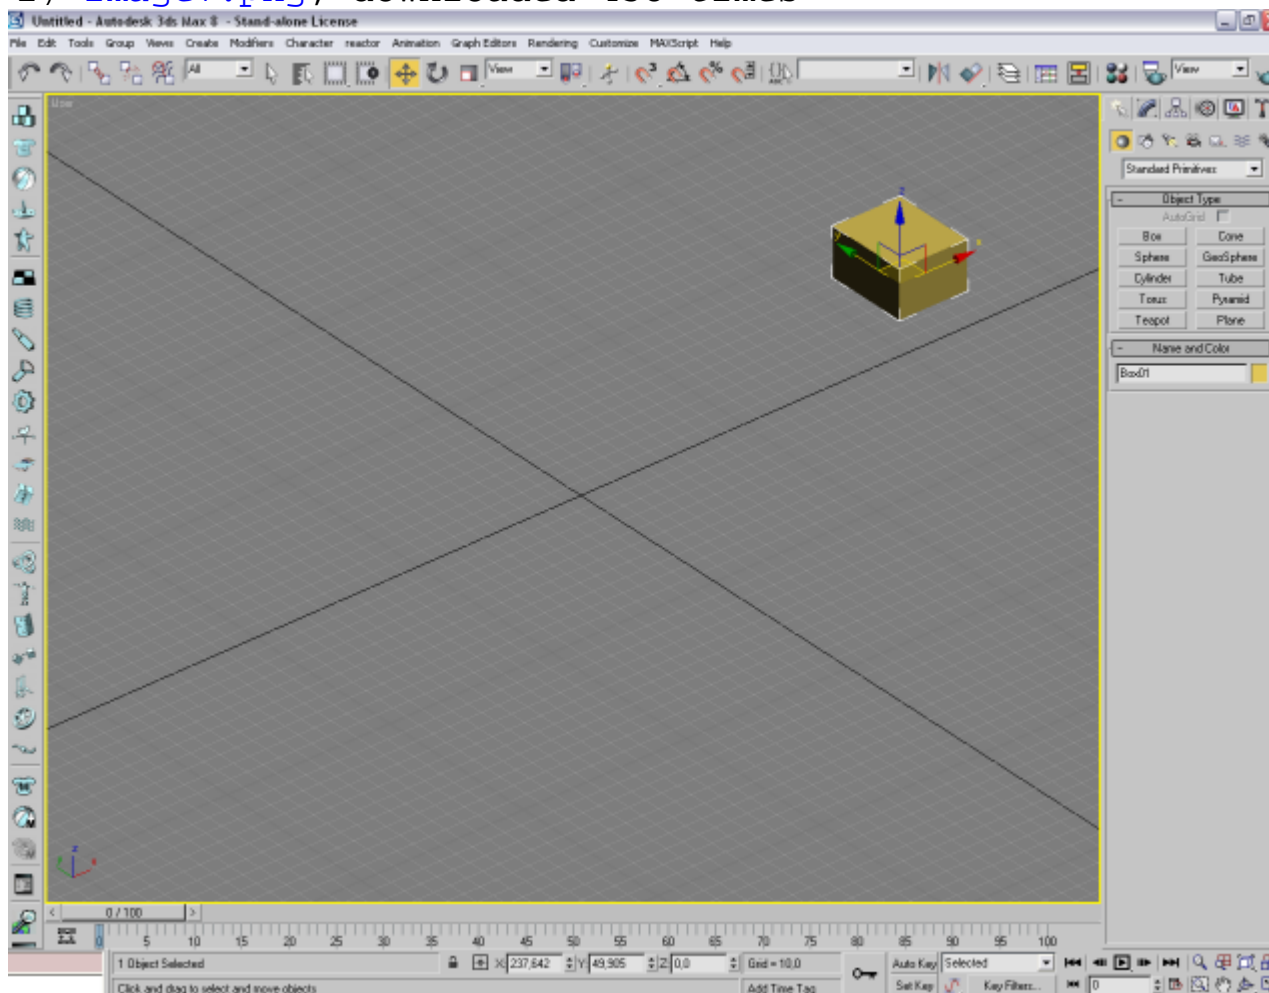 Untitled - Autodesk 3ds Max 8 - Stand-alone License
File Edit Tools Group Views Create Modifiers Character reactor Animation Graph Editors Rendering Customize MAXScript Help
All
View
View
User
z
y
x
Standard Primitives
- Object Type
AutoGrid
Box Cone
Sphere GeoSphere
Cylinder Tube
Torus Pyramid
Teapot Plane
- Name and Color
Box01
z
x
0 / 100
0 5 10 15 20 25 30 35 40 45 50 55 60 65 70 75 80 85 90 95 100
1 Object Selected X: 237,642 Y: 49,905 Z: 0,0 Grid = 10,0 Auto Key Selected
Click and drag to select and move objects Add Time Tag Set Key Key Filters... 0